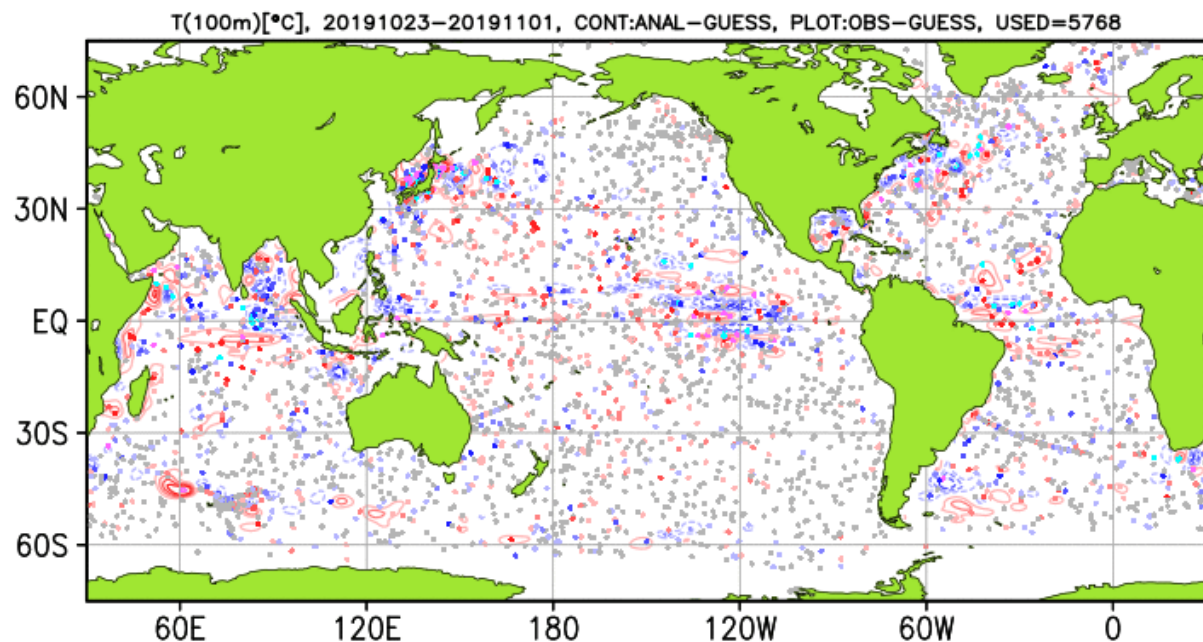 T(100m)[°C], 20191023-20191101, CONT:ANAL-GUESS, PLOT:OBS-GUESS, USED=5768
60N
30N
EQ
30S
60S
60E 120E 180 120W 60W 0